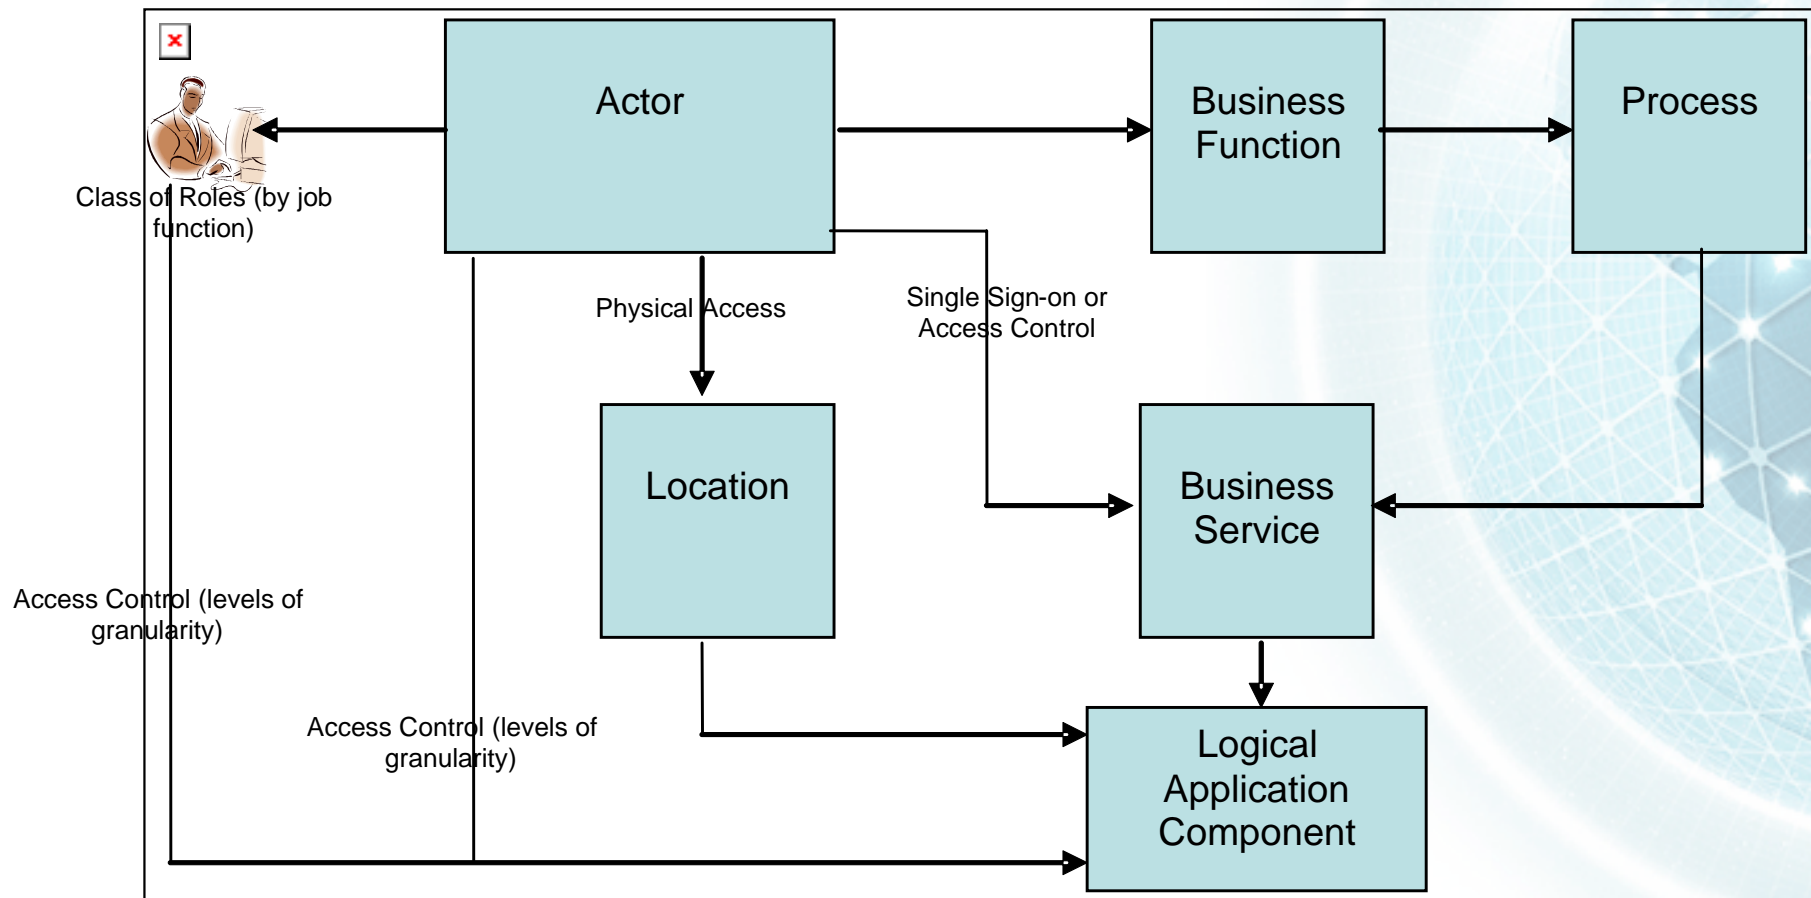 Actor
Business
Function
Process
Class of Roles (by job
function)
Physical Access
Single Sign-on or
Access Control
Location
Business
Service
Access Control (levels of
granularity)
Access Control (levels of
granularity)
Logical
Application
Component